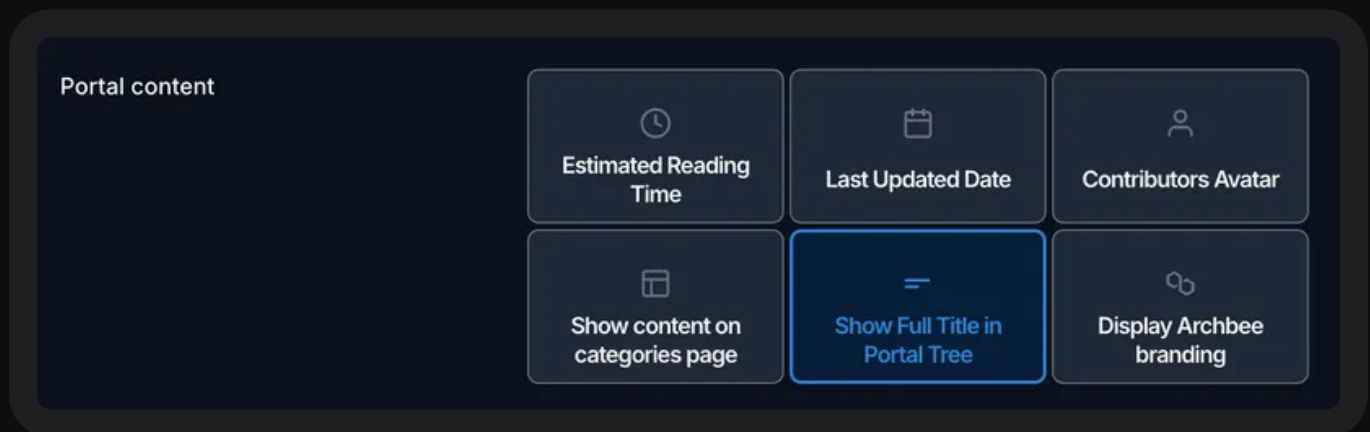 Portal content
Estimated Reading
Time
Last Updated Date
Contributors Avatar
Show content on
categories page
Show Full Title in
Portal Tree
Display Archbee
branding